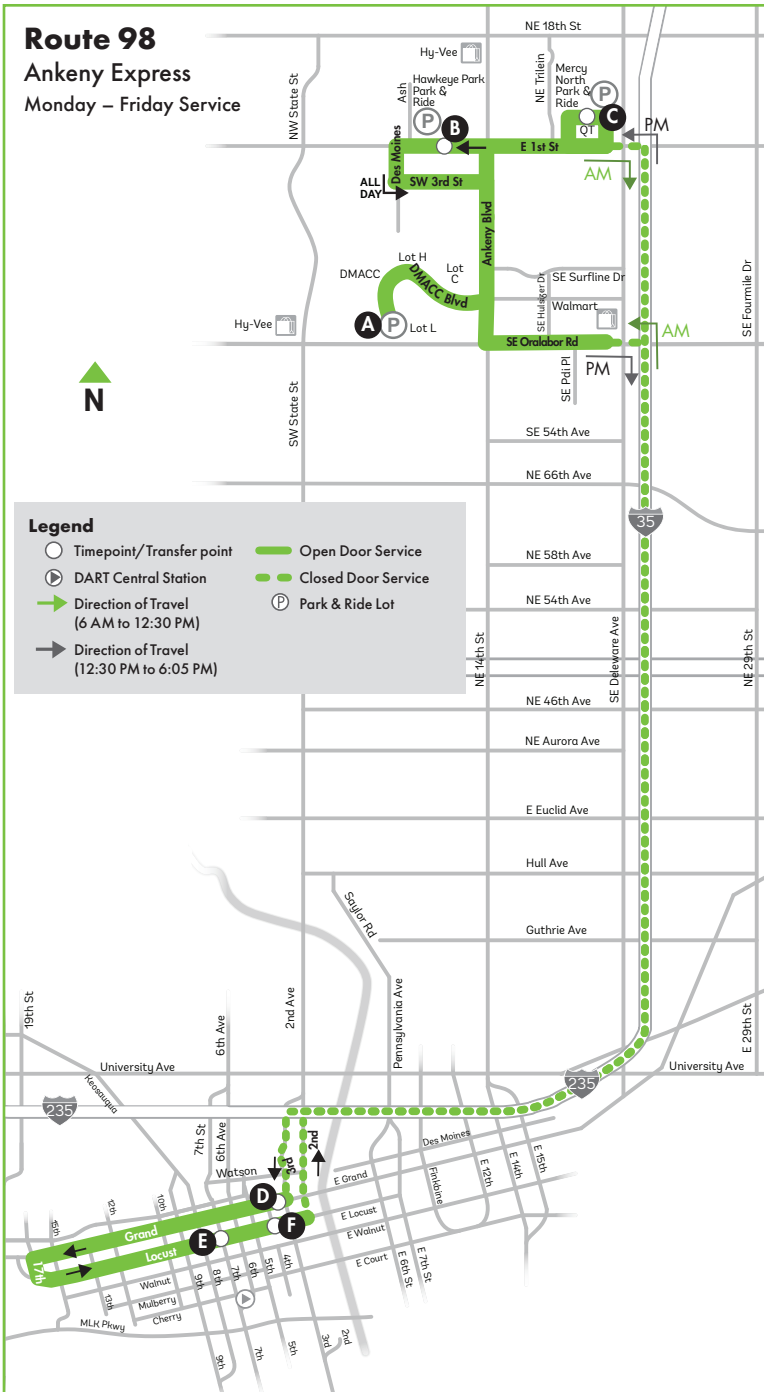 Route 98
Ankeny Express
Monday – Friday Service
NE 18th St
Hy-Vee
NW State St
Ash
Hawkeye Park
Park &
Ride
P
B
NE Trilein
Mercy
North
Park &
Ride
P
C
QT
PM
E 1st St
AM
Des Moines
ALL
DAY
SW 3rd St
Ankeny Blvd
Lot H
DMACC
DMACC Blvd
Lot
C
SE Surfline Dr
SE Hulsizer Dr
Walmart
SE Fourmile Dr
A
P
Lot L
Hy-Vee
SE Oralabor Rd
AM
PM
SE Pdi Pl
N
SW State St
SE 54th Ave
NE 66th Ave
35
Legend
Timepoint/Transfer point
DART Central Station
Direction of Travel
(6 AM to 12:30 PM)
Direction of Travel
(12:30 PM to 6:05 PM)
Open Door Service
Closed Door Service
P
Park & Ride Lot
NE 58th Ave
NE 54th Ave
NE 14th St
SE Deleware Ave
NE 29th St
NE 46th Ave
NE Aurora Ave
E Euclid Ave
Hull Ave
Saylor Rd
Guthrie Ave
19th St
6th Ave
2nd Ave
Pennsylvania Ave
E 29th St
University Ave
University Ave
Keosauqua
235
235
7th St
6th Ave
3rd
2nd
Des Moines
E 15th
E 14th
E 12th
Finkbine
Watson
E Grand
D
E Locust
F
E Walnut
E
E Court
E 6th St
E 7th St
15th
12th
10th
Grand
Locust
17th
13th
Walnut
Mulberry
Cherry
9th
8th
7th
6th
5th
4th
MLK Pkwy
9th
7th
5th
3rd
2nd